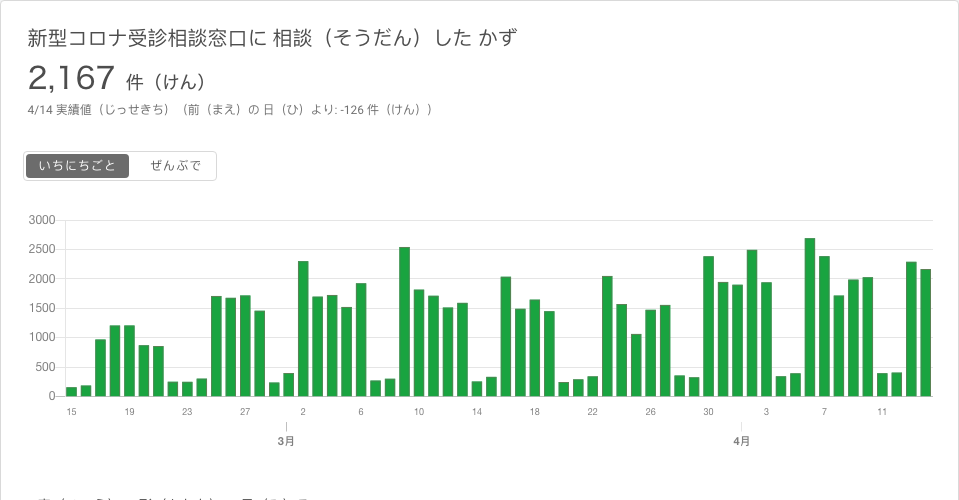 新型コロナ受診相談窓口に 相談（そうだん）した かず
2,167 件（けん）
4/14 実績値（じっせきち）（前（まえ）の 日（ひ）より: -126 件（けん））
いちにちごと ぜんぶで
3000
2500
2000
1500
1000
500
0
15 19 23 27 2 6 10 14 18 22 26 30 3 7 11
3月 4月